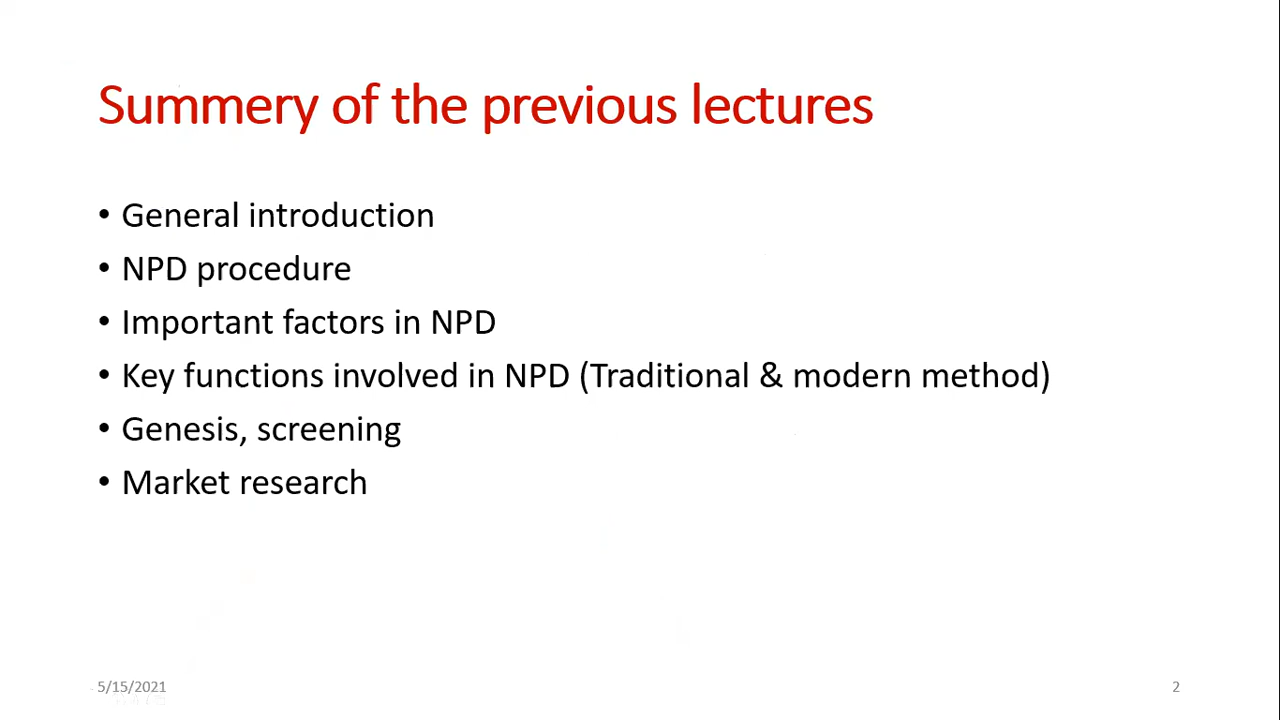 Summery of the previous lectures
• General introduction
• NPD procedure
• Important factors in NPD
• Key functions involved in NPD (Traditional & modern method)
• Genesis, screening
• Market research
5/15/2021
2